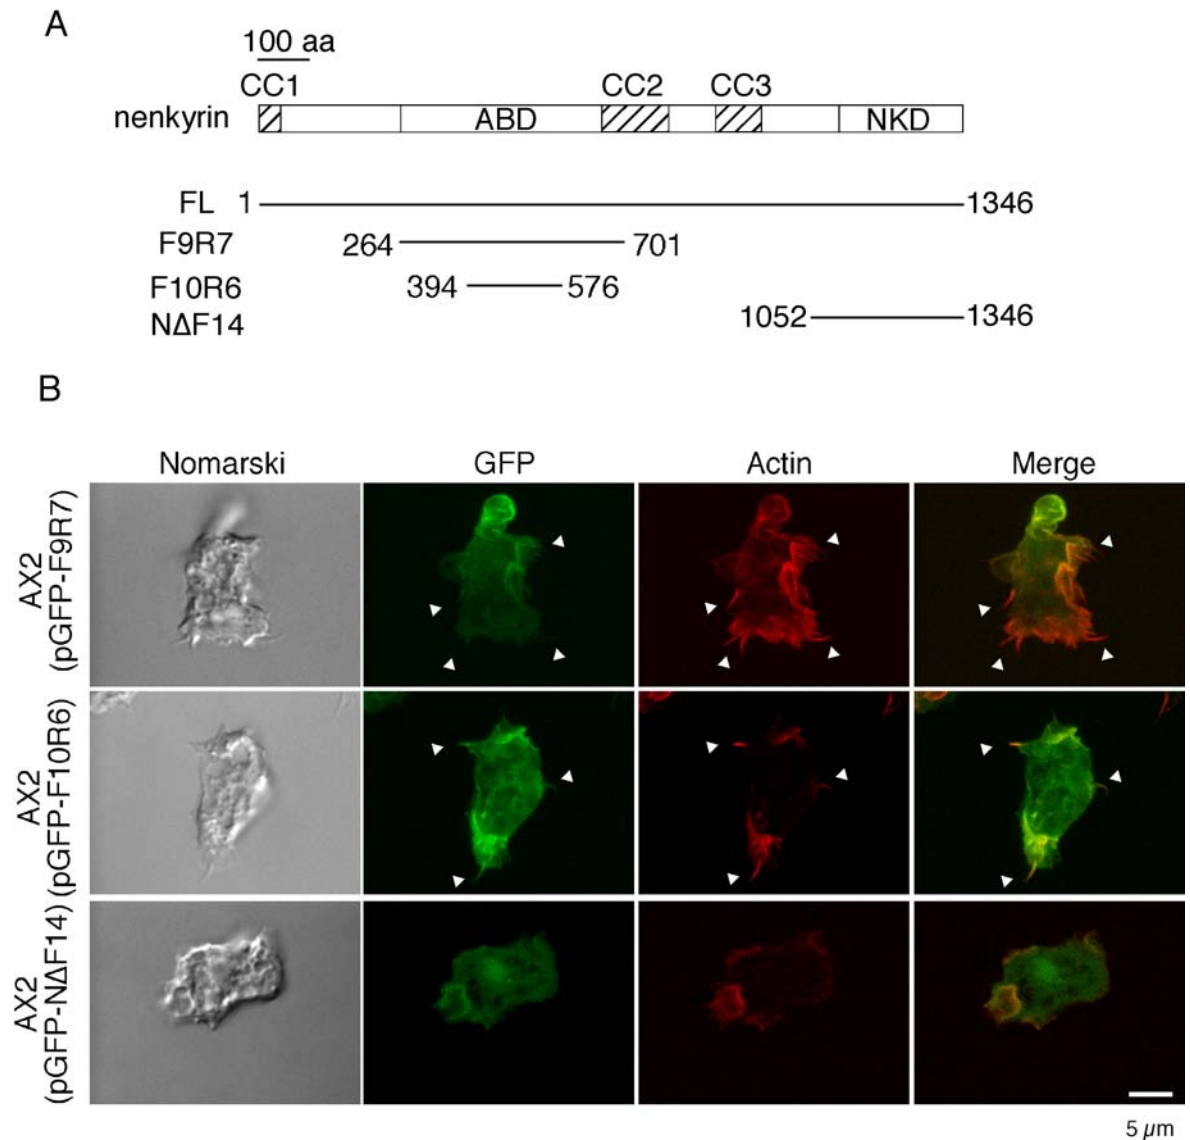 A
100 aa
CC1 CC2 CC3
nenkyrin ABD NKD
FL 1 1346
F9R7 264 701
F10R6 394 576
NΔF14 1052 1346
B
Nomarski GFP Actin Merge
AX2
(pGFP-F9R7)
AX2
(pGFP-F10R6)
AX2
(pGFP-NΔF14)
5 μm